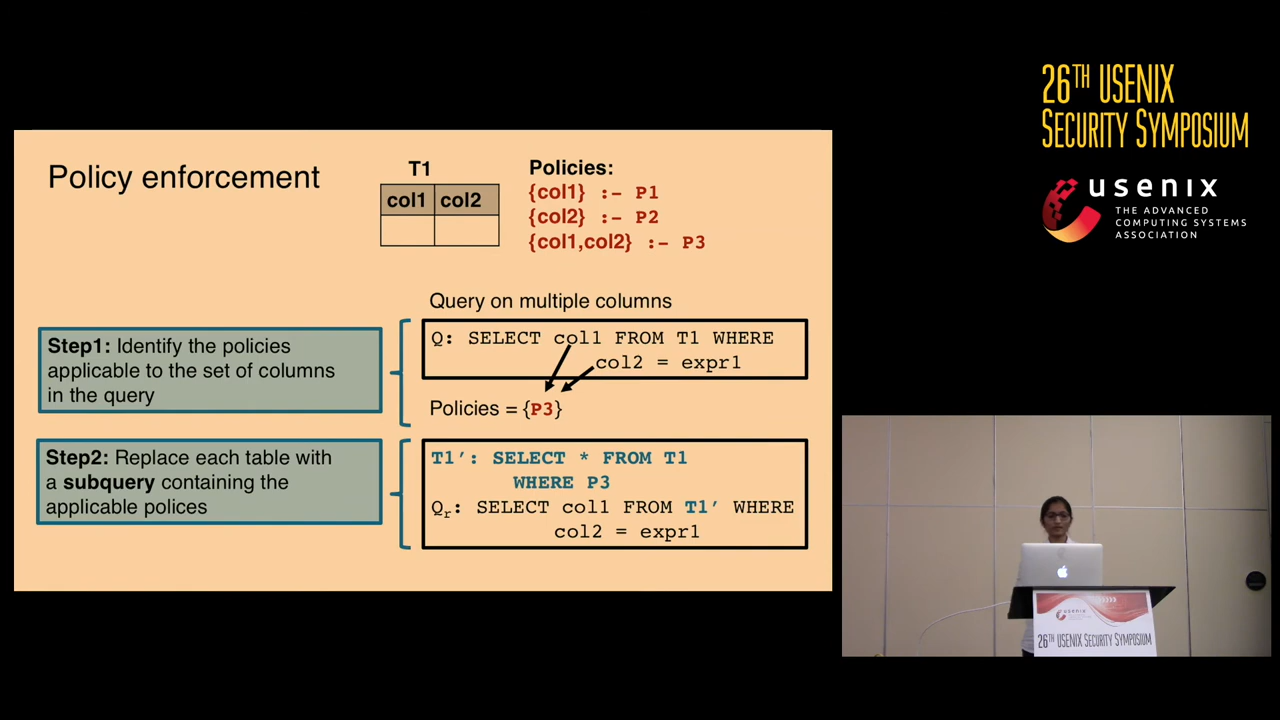 26TH USENIX
SECURITY SYMPOSIUM
usenix
THE ADVANCED
COMPUTING SYSTEMS
ASSOCIATION
Policy enforcement
T1
col1 col2
Policies:
{col1} :- P1
{col2} :- P2
{col1,col2} :- P3
Query on multiple columns
Step1: Identify the policies
applicable to the set of columns
in the query
Q: SELECT col1 FROM T1 WHERE
col2 = expr1
Policies = {P3}
Step2: Replace each table with
a subquery containing the
applicable polices
T1′: SELECT * FROM T1
WHERE P3
Qr: SELECT col1 FROM T1′ WHERE
col2 = expr1
usenix
26TH USENIX SECURITY SYMPOSIUM